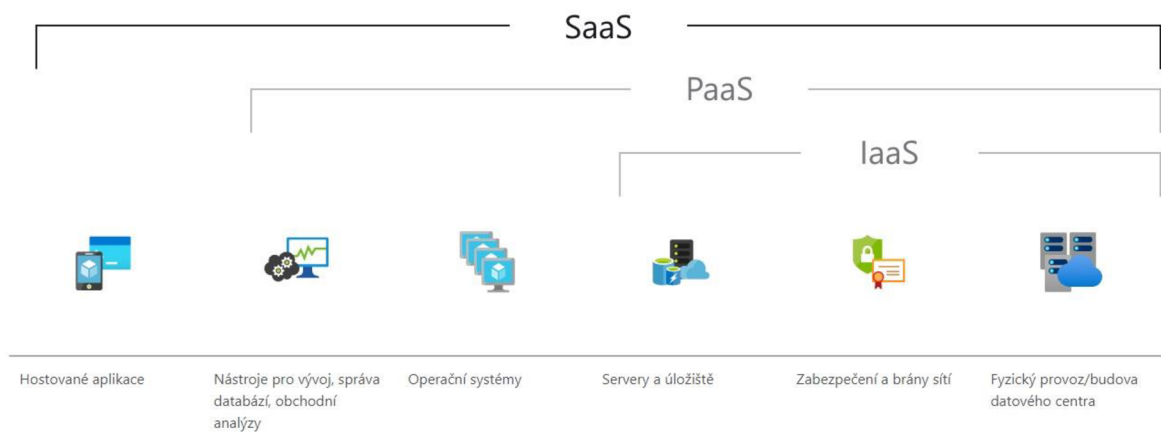 SaaS
PaaS
IaaS
Hostované aplikace
Nástroje pro vývoj, správa
databází, obchodní
analýzy
Operační systémy
Servery a úložiště
Zabezpečení a brány sítí
Fyzický provoz/budova
datového centra